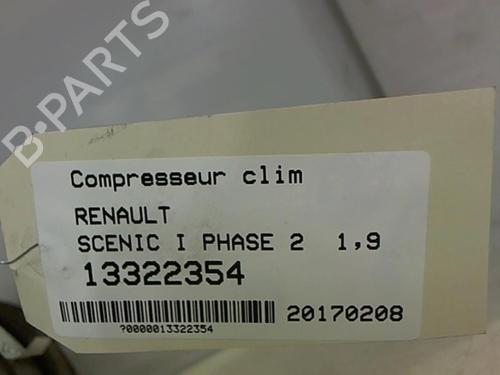 B-PARTS
Compresseur clim
RENAULT
SCENIC I PHASE 2 1,9
13322354
20170208
?0000013322354